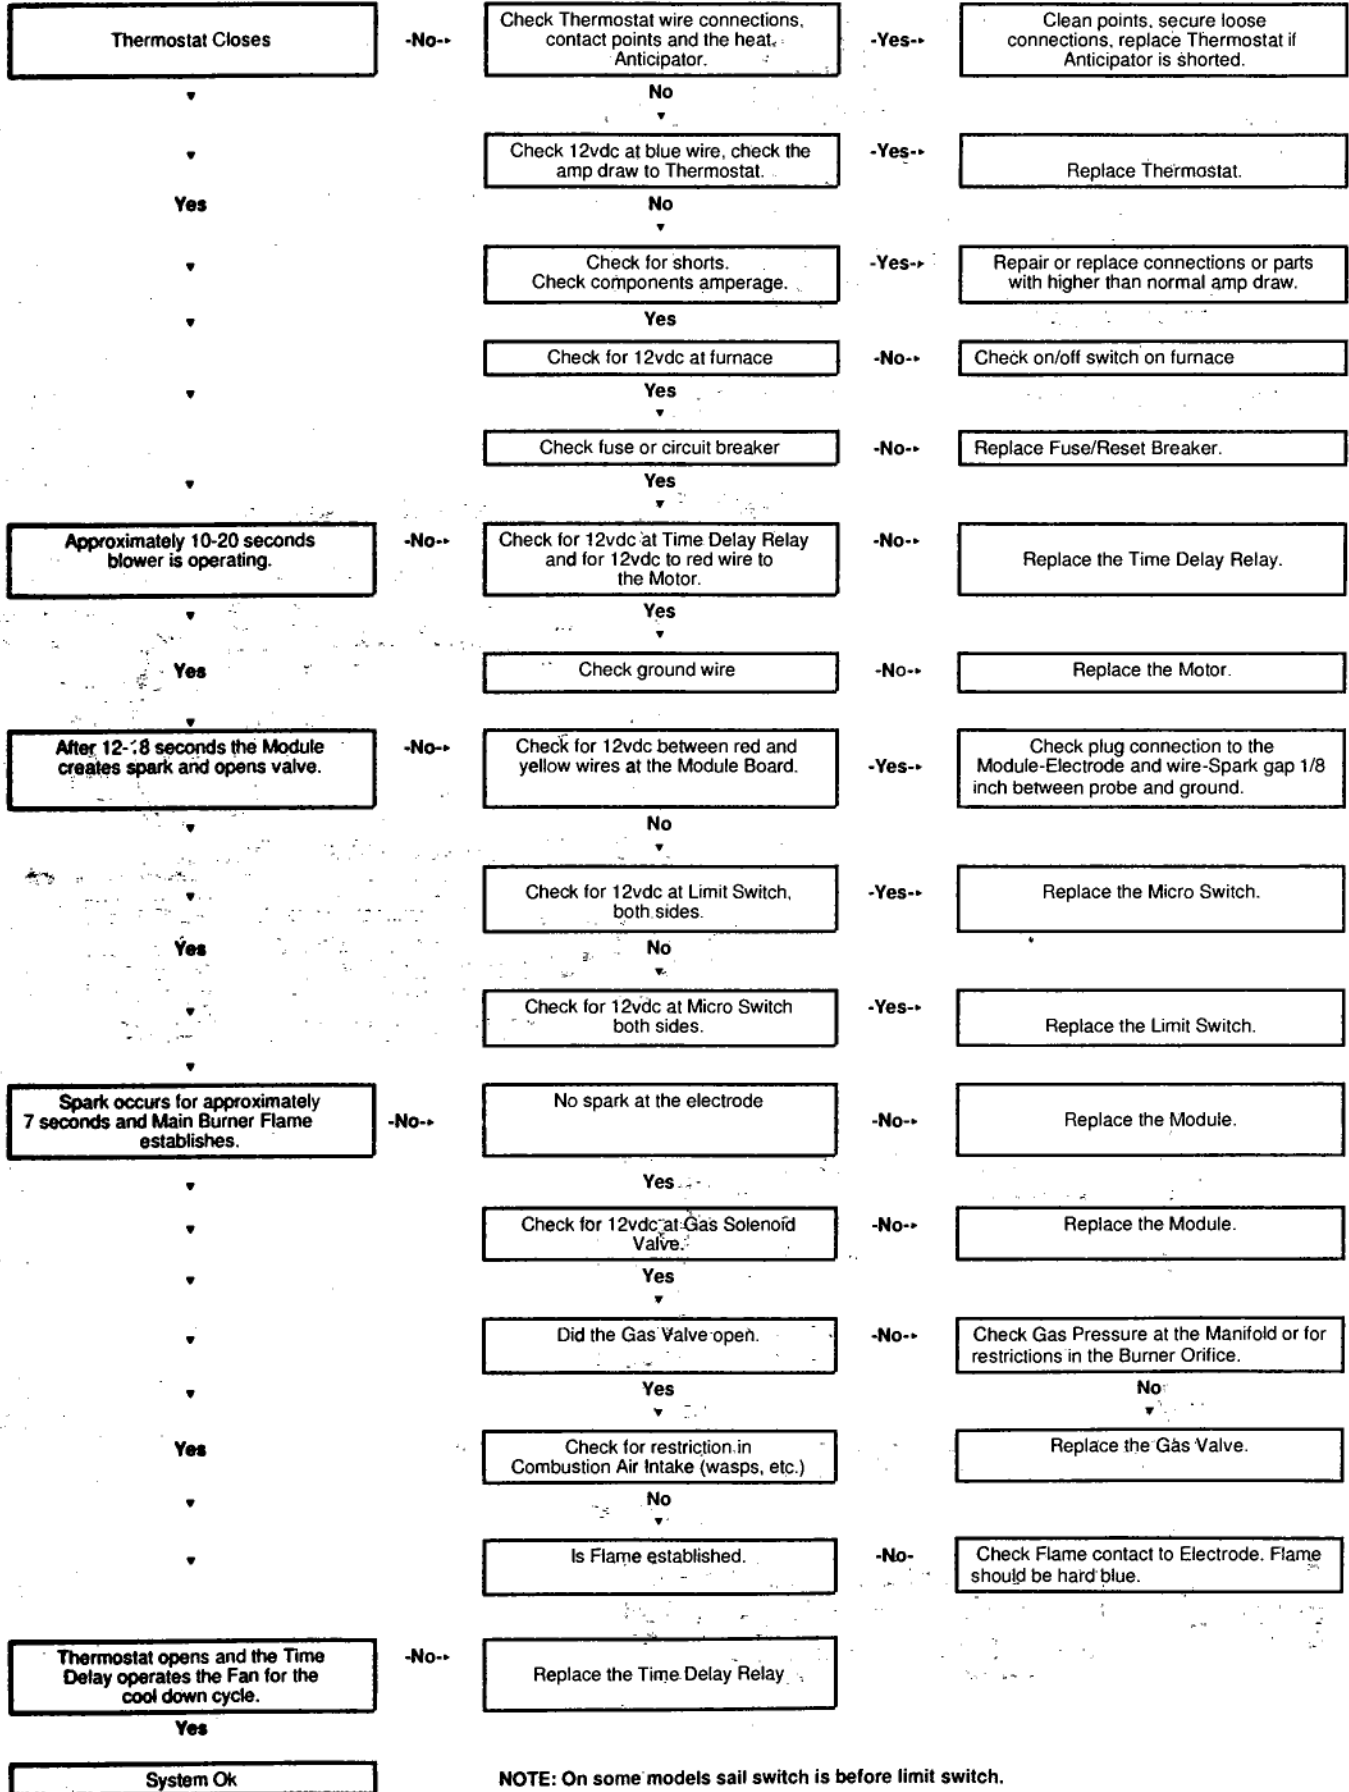 Thermostat Closes
-No-
Check Thermostat wire connections,
contact points and the heat
Anticipator.
-Yes-
Clean points, secure loose
connections, replace Thermostat if
Anticipator is shorted.
No
Check 12vdc at blue wire, check the
amp draw to Thermostat.
-Yes-
Replace Thermostat.
Yes
No
Check for shorts.
Check components amperage.
-Yes-
Repair or replace connections or parts
with higher than normal amp draw.
Yes
Check for 12vdc at furnace
-No-
Check on/off switch on furnace
Yes
Check fuse or circuit breaker
-No-
Replace Fuse/Reset Breaker.
Yes
Approximately 10-20 seconds
blower is operating.
-No-
Check for 12vdc at Time Delay Relay
and for 12vdc to red wire to
the Motor.
-No-
Replace the Time Delay Relay.
Yes
Yes
Check ground wire
-No-
Replace the Motor.
After 12-18 seconds the Module
creates spark and opens valve.
-No-
Check for 12vdc between red and
yellow wires at the Module Board.
-Yes-
Check plug connection to the
Module-Electrode and wire-Spark gap 1/8
inch between probe and ground.
No
Check for 12vdc at Limit Switch,
both sides.
-Yes-
Replace the Micro Switch.
Yes
No
Check for 12vdc at Micro Switch
both sides.
-Yes-
Replace the Limit Switch.
Spark occurs for approximately
7 seconds and Main Burner Flame
establishes.
-No-
No spark at the electrode
-No-
Replace the Module.
Yes
Check for 12vdc at Gas Solenoid
Valve.
-No-
Replace the Module.
Yes
Did the Gas Valve open.
-No-
Check Gas Pressure at the Manifold or for
restrictions in the Burner Orifice.
Yes
No
Yes
Check for restriction in
Combustion Air Intake (wasps, etc.)
Replace the Gas Valve.
No
Is Flame established.
-No-
Check Flame contact to Electrode. Flame
should be hard blue.
Thermostat opens and the Time
Delay operates the Fan for the
cool down cycle.
-No-
Replace the Time Delay Relay
Yes
System Ok
NOTE: On some models sail switch is before limit switch.